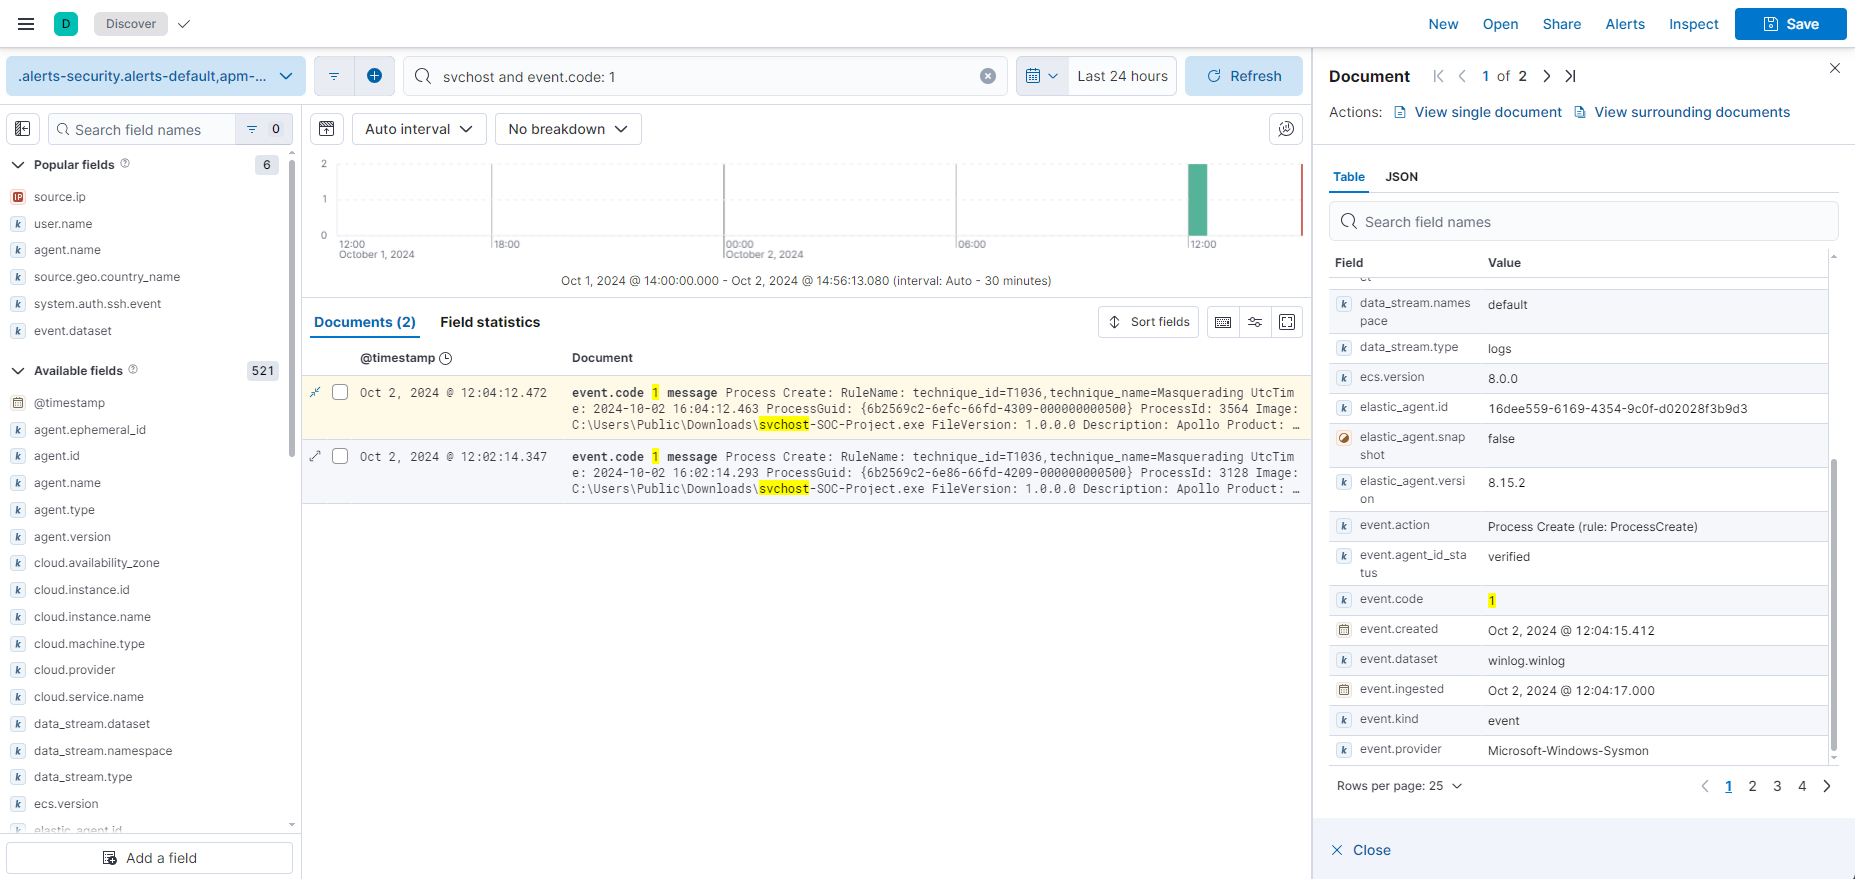 D Discover
New Open Share Alerts Inspect Save
.alerts-security.alerts-default,apm-...
svchost and event.code: 1
Last 24 hours
Refresh
Search field names 0
Popular fields 6
source.ip
user.name
agent.name
source.geo.country_name
system.auth.ssh.event
event.dataset
Available fields 521
@timestamp
agent.ephemeral_id
agent.id
agent.name
agent.type
agent.version
cloud.availability_zone
cloud.instance.id
cloud.instance.name
cloud.machine.type
cloud.provider
cloud.service.name
data_stream.dataset
data_stream.namespace
data_stream.type
ecs.version
elastic_agent.id
Add a field
Auto interval
No breakdown
2
1
0
12:00 18:00 00:00 06:00 12:00
October 1, 2024 October 2, 2024
Oct 1, 2024 @ 14:00:00.000 - Oct 2, 2024 @ 14:56:13.080 (interval: Auto - 30 minutes)
Documents (2) Field statistics
Sort fields
@timestamp Document
Oct 2, 2024 @ 12:04:12.472 event.code 1 message Process Create: RuleName: technique_id=T1036,technique_name=Masquerading UtcTim
e: 2024-10-02 16:04:12.463 ProcessGuid: {6b2569c2-6efc-66fd-4309-000000000500} ProcessId: 3564 Image:
C:\Users\Public\Downloads\svchost-SOC-Project.exe FileVersion: 1.0.0.0 Description: Apollo Product: …
Oct 2, 2024 @ 12:02:14.347 event.code 1 message Process Create: RuleName: technique_id=T1036,technique_name=Masquerading UtcTim
e: 2024-10-02 16:02:14.293 ProcessGuid: {6b2569c2-6e86-66fd-4209-000000000500} ProcessId: 3128 Image:
C:\Users\Public\Downloads\svchost-SOC-Project.exe FileVersion: 1.0.0.0 Description: Apollo Product: …
Document 1 of 2
Actions: View single document View surrounding documents
Table JSON
Search field names
Field Value
ct
data_stream.names
pace
default
data_stream.type logs
ecs.version 8.0.0
elastic_agent.id 16dee559-6169-4354-9c0f-d02028f3b9d3
elastic_agent.snap
shot
false
elastic_agent.versi
on
8.15.2
event.action Process Create (rule: ProcessCreate)
event.agent_id_sta
tus
verified
event.code 1
event.created Oct 2, 2024 @ 12:04:15.412
event.dataset winlog.winlog
event.ingested Oct 2, 2024 @ 12:04:17.000
event.kind event
event.provider Microsoft-Windows-Sysmon
Rows per page: 25
1 2 3 4
Close